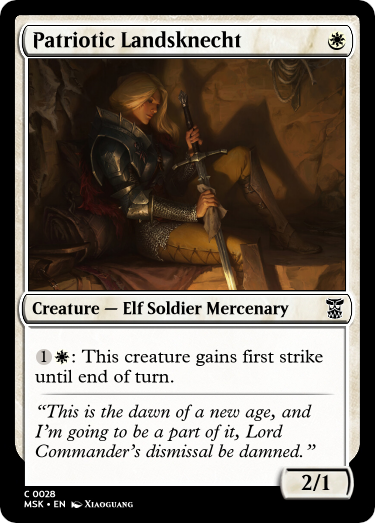 Patriotic Landsknecht
Creature — Elf Soldier Mercenary
1 : This creature gains first strike
until end of turn.
“This is the dawn of a new age, and
I’m going to be a part of it, Lord
Commander’s dismissal be damned.”
2/1
C 0028
MSK • EN Xiaoguang